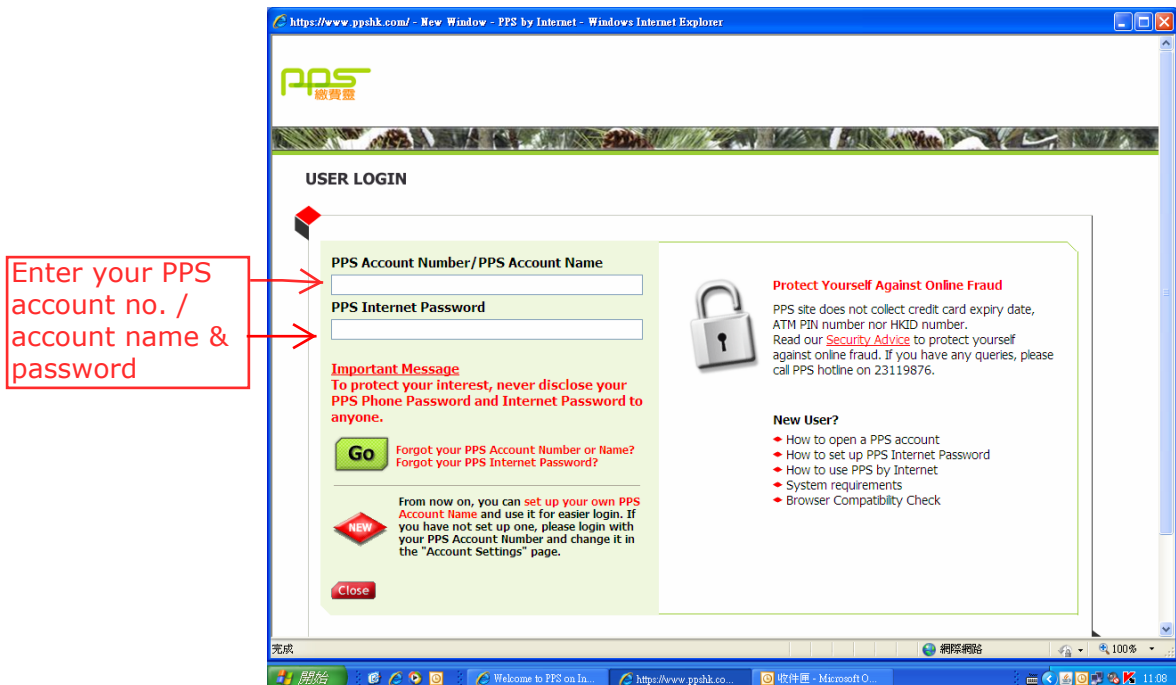 https://www.ppshk.com/ - New Window - PPS by Internet - Windows Internet Explorer
pps
繳費靈
USER LOGIN
Enter your PPS
account no. /
account name &
password
PPS Account Number/PPS Account Name
PPS Internet Password
Important Message
To protect your interest, never disclose your
PPS Phone Password and Internet Password to
anyone.
Go
Forgot your PPS Account Number or Name?
Forgot your PPS Internet Password?
NEW
From now on, you can set up your own PPS
Account Name and use it for easier login. If
you have not set up one, please login with
your PPS Account Number and change it in
the "Account Settings" page.
Close
Protect Yourself Against Online Fraud
PPS site does not collect credit card expiry date,
ATM PIN number nor HKID number.
Read our Security Advice to protect yourself
against online fraud. If you have any queries, please
call PPS hotline on 23119876.
New User?
How to open a PPS account
How to set up PPS Internet Password
How to use PPS by Internet
System requirements
Browser Compatibility Check
完成
網際網路
100%
開始
Welcome to PPS on In...
https://www.ppshk.co...
收件匣 - Microsoft O...
11:08